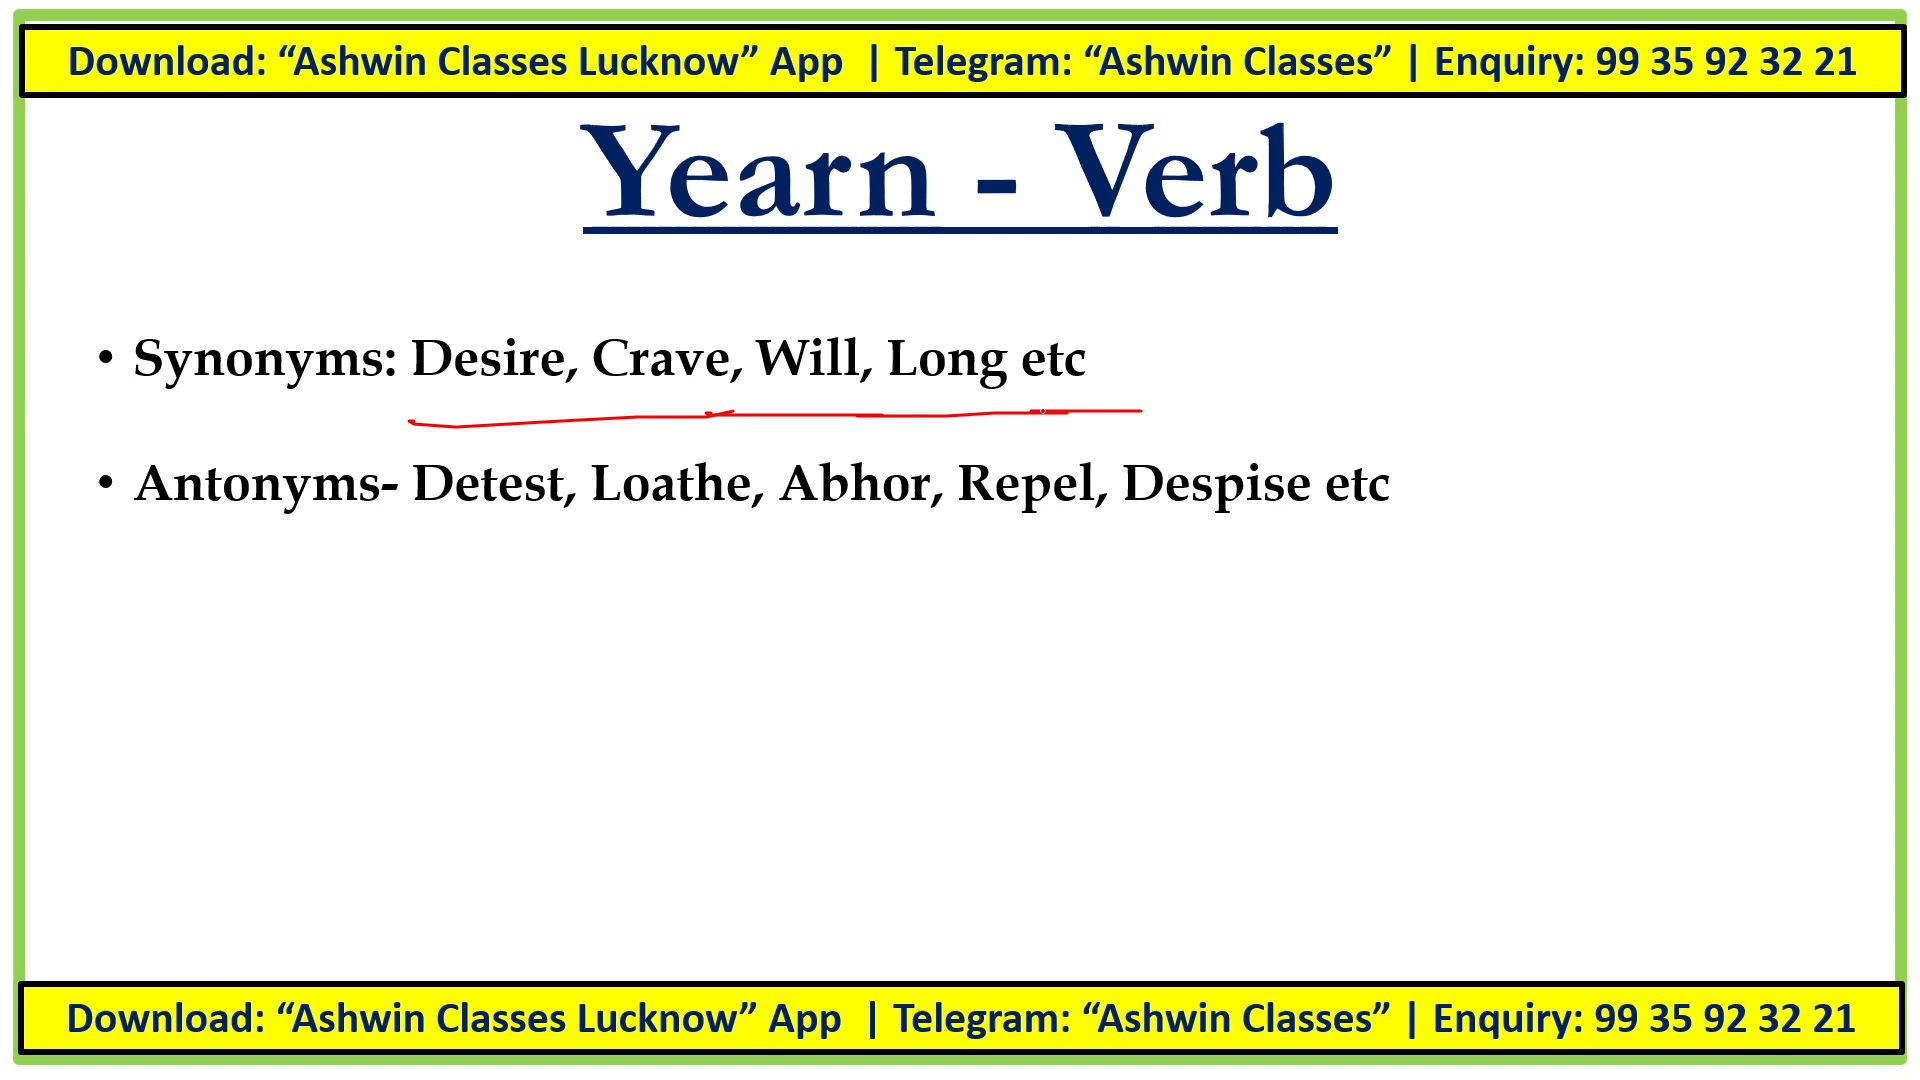 Download: “Ashwin Classes Lucknow” App | Telegram: “Ashwin Classes” | Enquiry: 99 35 92 32 21
Yearn - Verb
• Synonyms: Desire, Crave, Will, Long etc
• Antonyms- Detest, Loathe, Abhor, Repel, Despise etc
Download: “Ashwin Classes Lucknow” App | Telegram: “Ashwin Classes” | Enquiry: 99 35 92 32 21